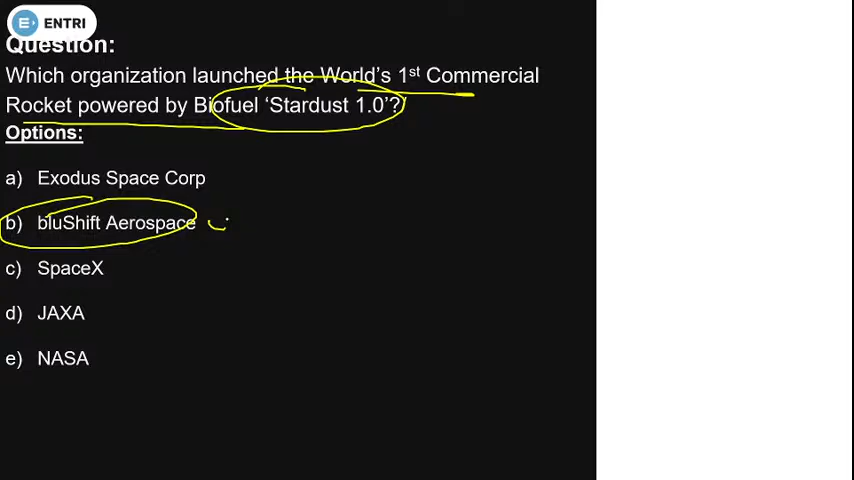 ENTRI
Question:
Which organization launched the World's 1st Commercial
Rocket powered by Biofuel 'Stardust 1.0'?
Options:
a) Exodus Space Corp
b) bluShift Aerospace
c) SpaceX
d) JAXA
e) NASA